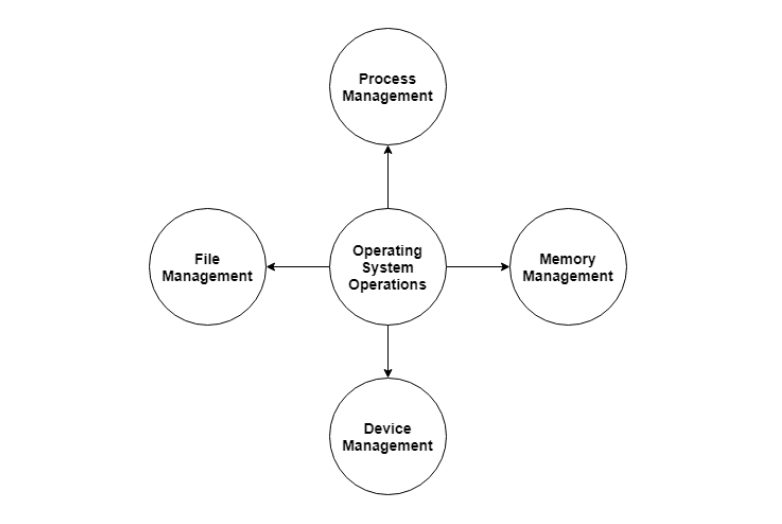 Process
Management
File
Management
Operating
System
Operations
Memory
Management
Device
Management